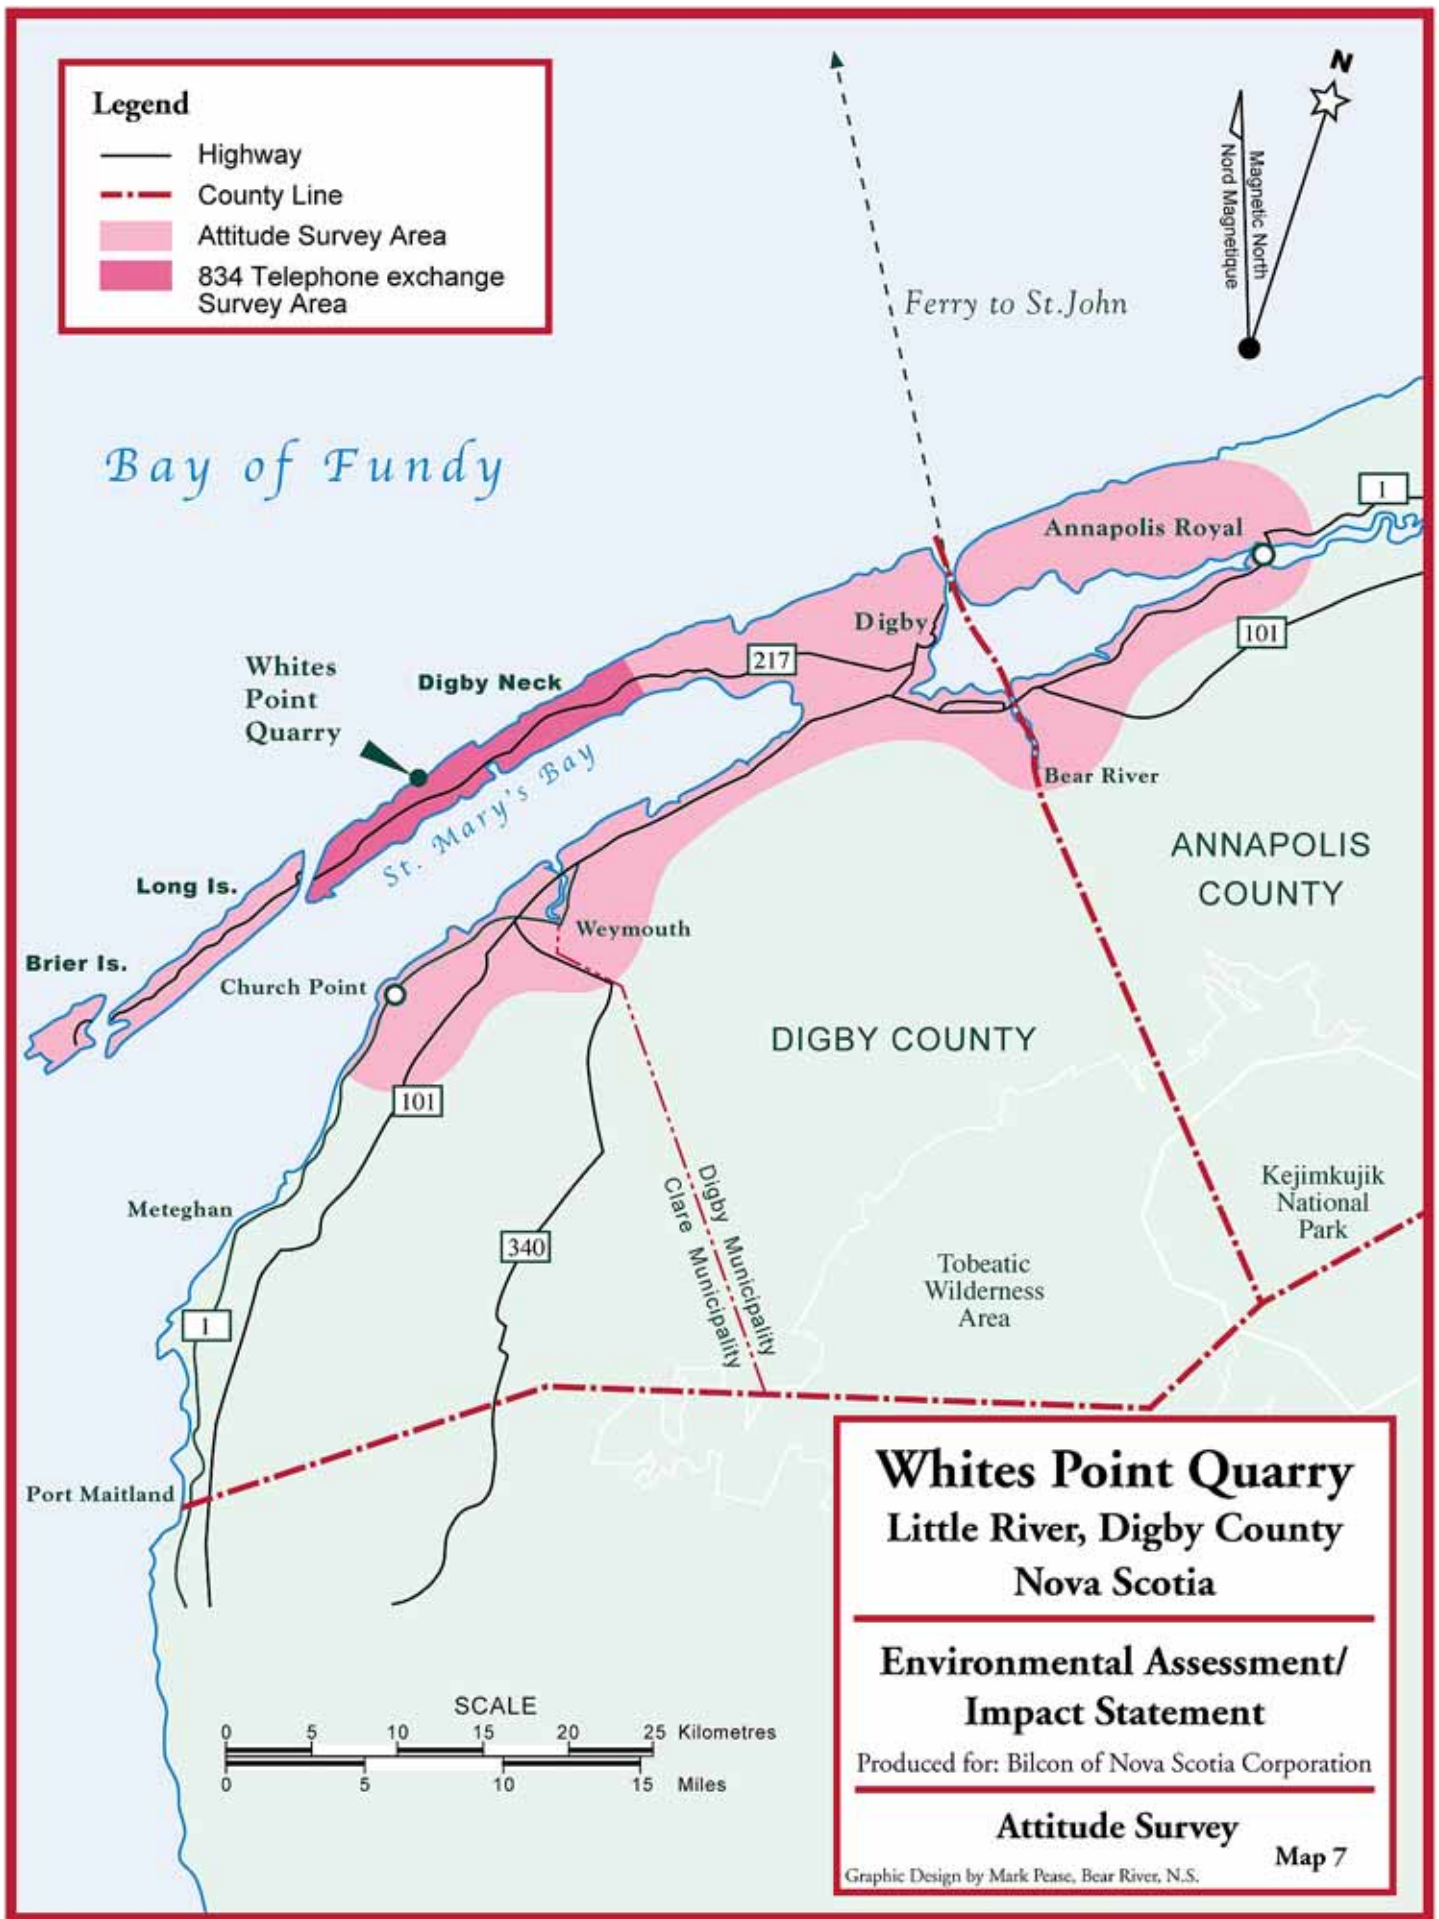 Legend
Highway
County Line
Attitude Survey Area
834 Telephone exchange
Survey Area
N
Magnetic North
Nord Magnetique
Ferry to St.John
Bay of Fundy
1
Annapolis Royal
Digby
101
217
Whites
Point
Quarry
Digby Neck
St. Mary's Bay
Bear River
ANNAPOLIS
COUNTY
Long Is.
Weymouth
Brier Is.
Church Point
DIGBY COUNTY
101
Digby Municipality
Clare Municipality
Kejimkujik
National
Park
Meteghan
340
Tobeatic
Wilderness
Area
1
Port Maitland
Whites Point Quarry
Little River, Digby County
Nova Scotia
Environmental Assessment/
Impact Statement
Produced for: Bilcon of Nova Scotia Corporation
Attitude Survey
Map 7
Graphic Design by Mark Pease, Bear River, N.S.
SCALE
0 5 10 15 20 25 Kilometres
0 5 10 15 Miles